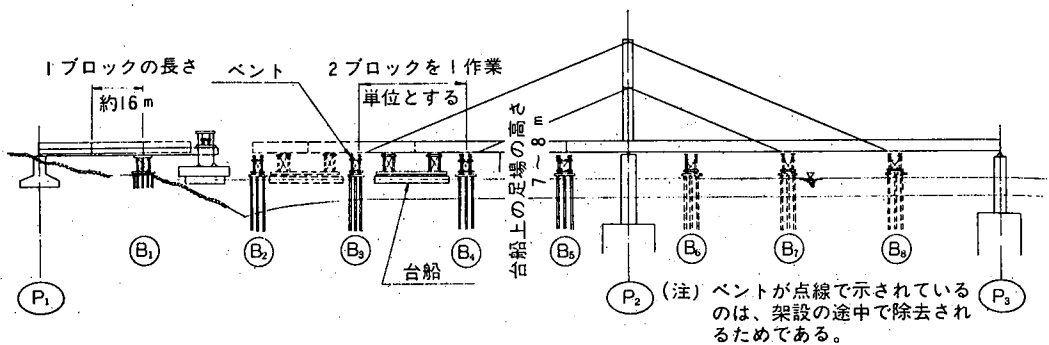 1ブロックの長さ
約16m
ベント
2ブロックを1作業
単位とする
台船上の足場の高さ
7~8m
台船
B₁
B₂
B₃
B₄
B₅
B₆
B₇
B₈
P₁
P₂
P₃
(注) ベントが点線で示されている
のは、架設の途中で除去され
るためである。